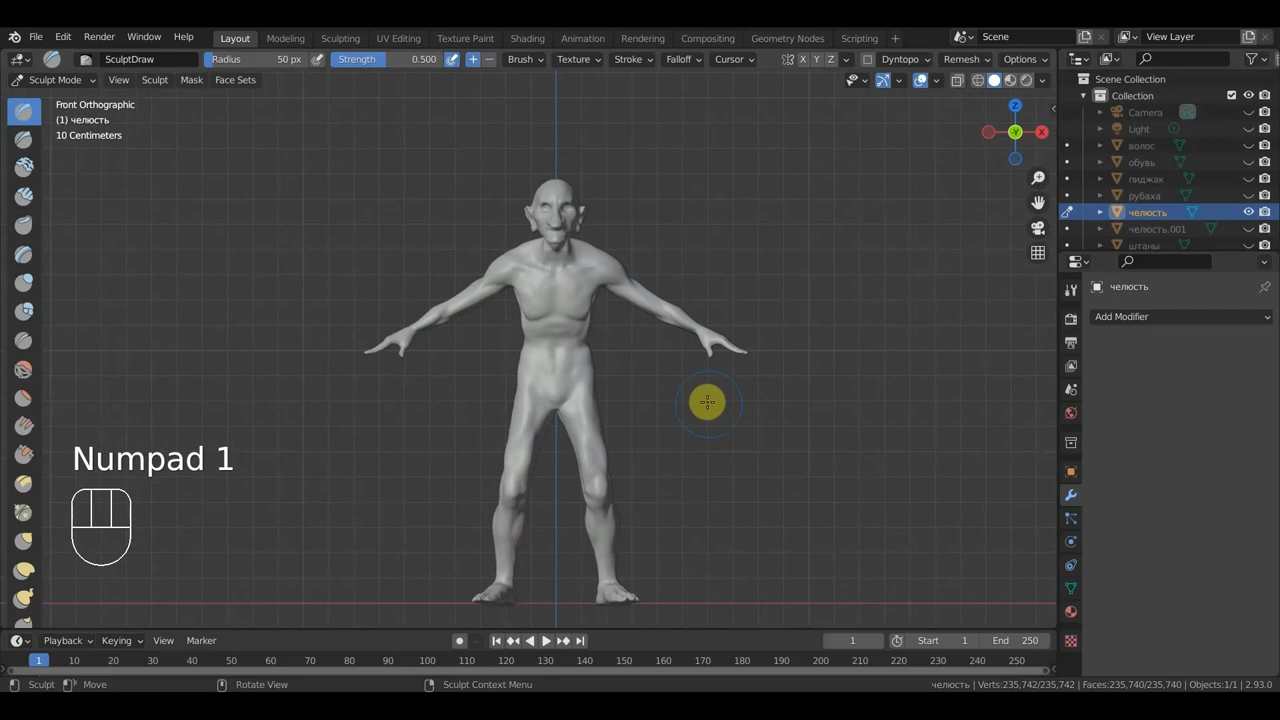 File Edit Render Window Help Layout Modeling Sculpting UV Editing Texture Paint Shading Animation Rendering Compositing Geometry Nodes Scripting Scene View Layer
SculptDraw Radius 50 px Strength 0.500 Brush Texture Stroke Falloff Cursor X Y Z Dyntopo Remesh Options
Sculpt Mode View Sculpt Mask Face Sets
Scene Collection
Collection
Camera
Light
волос
обувь
пиджак
рубаха
челюсть
челюсть.001
штаны
Front Orthographic
(1) челюсть
10 Centimeters
Z
X
-Y
челюсть
Add Modifier
Numpad 1
Playback Keying View Marker 1 Start 1 End 250
1 10 20 30 40 50 60 70 80 90 100 110 120 130 140 150 160 170 180 190 200 210 220 230 240 250
Sculpt Move Rotate View Sculpt Context Menu челюсть | Verts:235,742/235,742 | Faces:235,740/235,740 | Objects:1/1 | 2.93.0